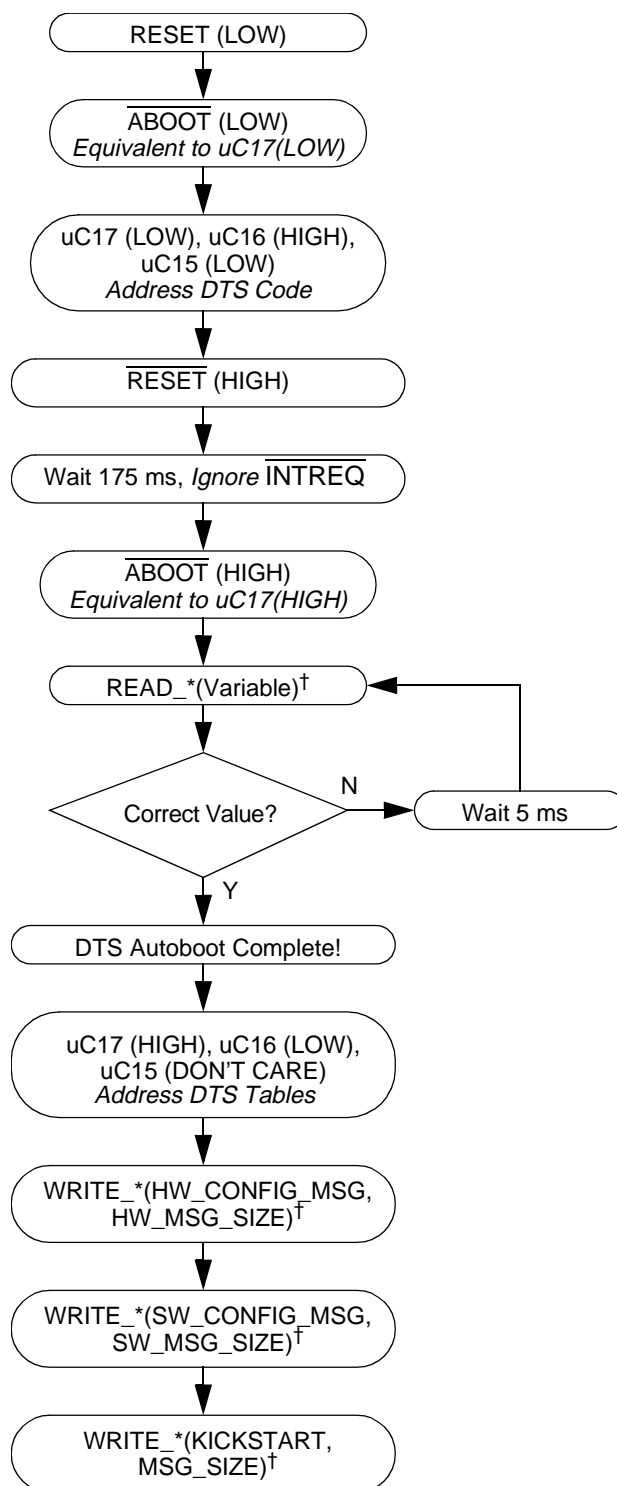 RESET (LOW)
ABOOT (LOW)
Equivalent to uC17(LOW)
uC17 (LOW), uC16 (HIGH),
uC15 (LOW)
Address DTS Code
RESET (HIGH)
Wait 175 ms, Ignore INTREQ
ABOOT (HIGH)
Equivalent to uC17(HIGH)
READ_*(Variable)†
Correct Value?
N
Wait 5 ms
Y
DTS Autoboot Complete!
uC17 (HIGH), uC16 (LOW),
uC15 (DON'T CARE)
Address DTS Tables
WRITE_*(HW_CONFIG_MSG,
HW_MSG_SIZE)†
WRITE_*(SW_CONFIG_MSG,
SW_MSG_SIZE)†
WRITE_*(KICKSTART,
MSG_SIZE)†